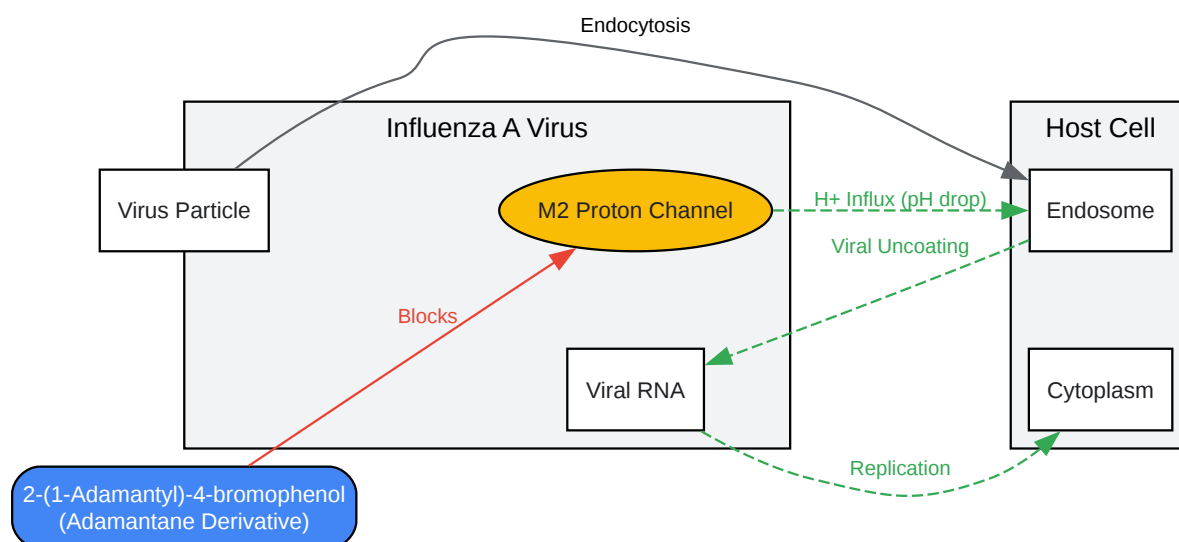 Endocytosis
Influenza A Virus
Host Cell
Virus Particle
M2 Proton Channel
H+ Influx (pH drop)
Endosome
Viral Uncoating
Blocks
Viral RNA
Cytoplasm
Replication
2-(1-Adamantyl)-4-bromophenol
(Adamantane Derivative)